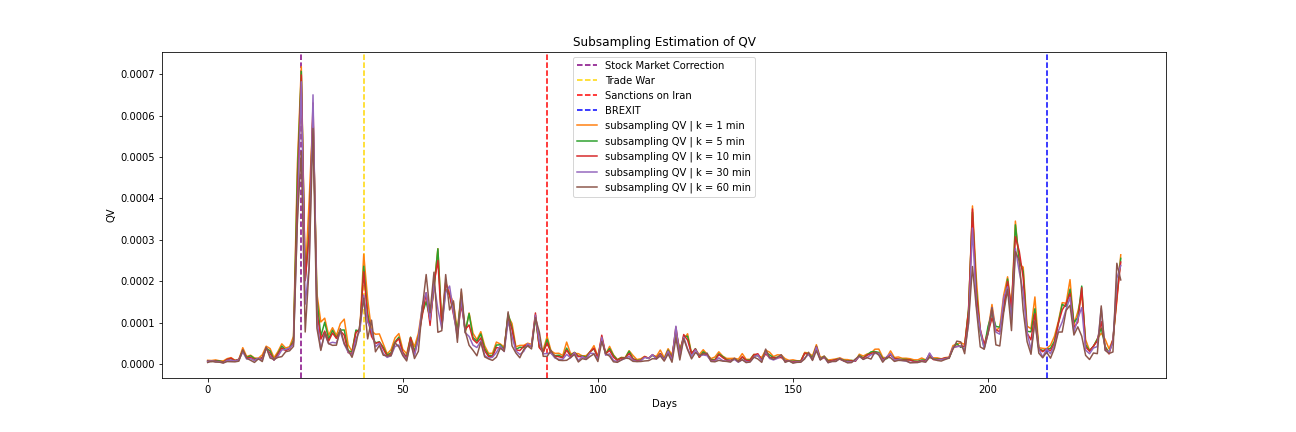 Subsampling Estimation of QV
Stock Market Correction
Trade War
Sanctions on Iran
BREXIT
subsampling QV | k = 1 min
subsampling QV | k = 5 min
subsampling QV | k = 10 min
subsampling QV | k = 30 min
subsampling QV | k = 60 min
QV
0.0007
0.0006
0.0005
0.0004
0.0003
0.0002
0.0001
0.0000
0 50 100 150 200
Days